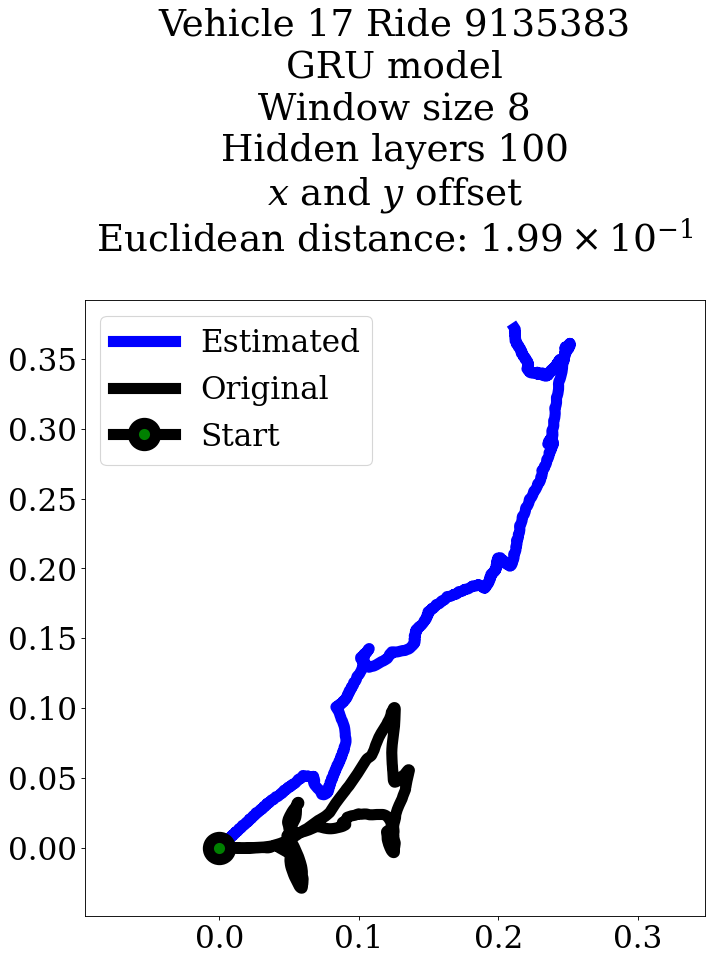 Vehicle 17 Ride 9135383
GRU model
Window size 8
Hidden layers 100
x and y offset
Euclidean distance: 1.99 × 10⁻¹
Estimated
Original
Start
0.35
0.30
0.25
0.20
0.15
0.10
0.05
0.00
0.0 0.1 0.2 0.3